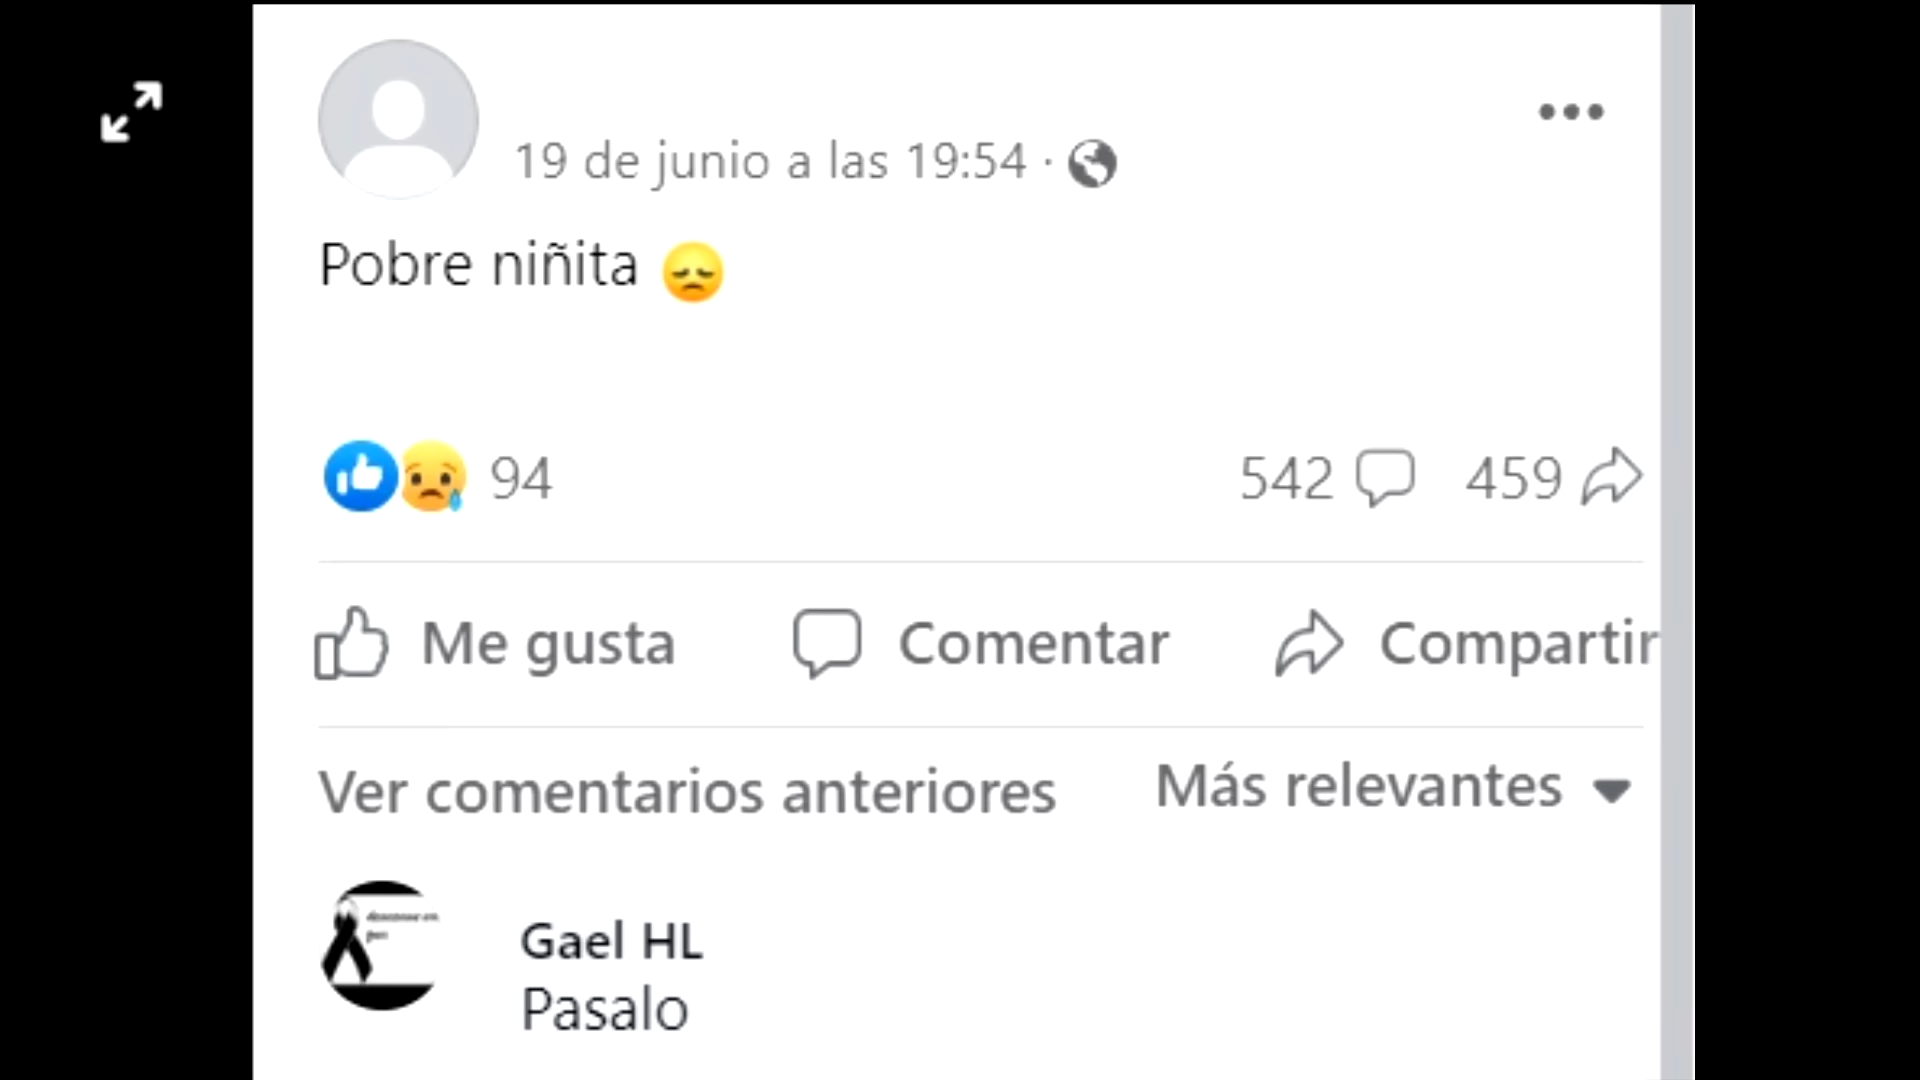 19 de junio a las 19:54 ·
Pobre niñita 😞
94
542
459
Me gusta
Comentar
Compartir
Ver comentarios anteriores
Más relevantes
Gael HL
Pasalo